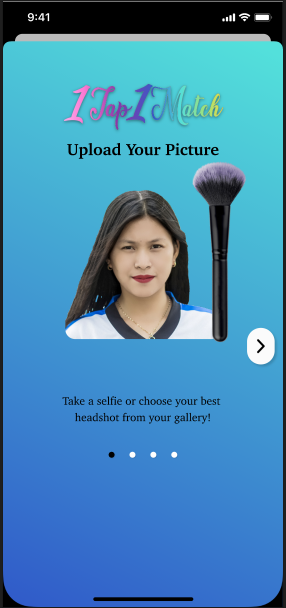 9:41
1Tap1Match
Upload Your Picture
Take a selfie or choose your best
headshot from your gallery!